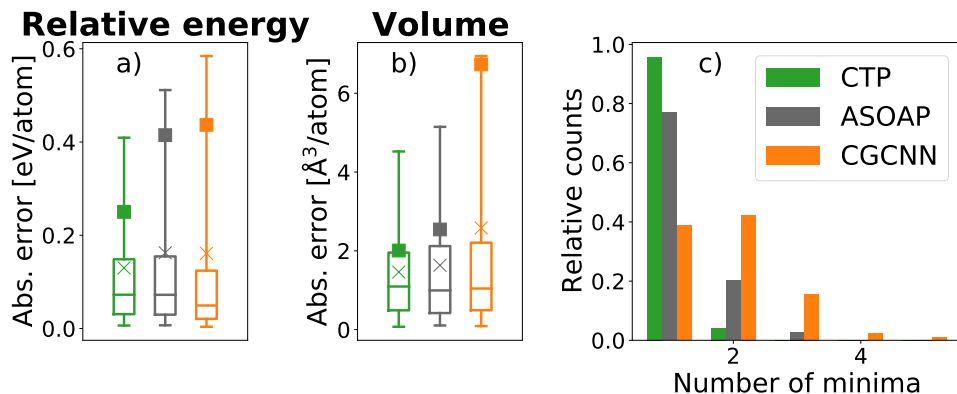 Relative energy
Abs. error [eV/atom]
0.6
0.4
0.2
0.0
a)
Volume
Abs. error [Å³/atom]
6
4
2
0
b)
Relative counts
1.0
0.8
0.6
0.4
0.2
0.0
c)
CTP
ASOAP
CGCNN
2
4
Number of minima